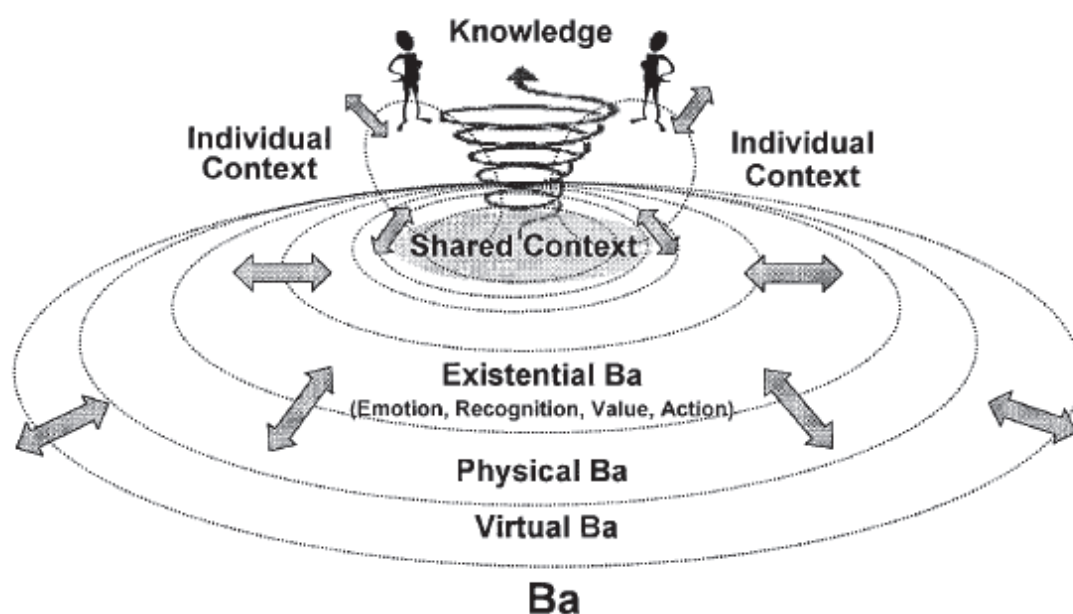 Knowledge
Individual
Context
Individual
Context
Shared Context
Existential Ba
(Emotion, Recognition, Value, Action)
Physical Ba
Virtual Ba
Ba